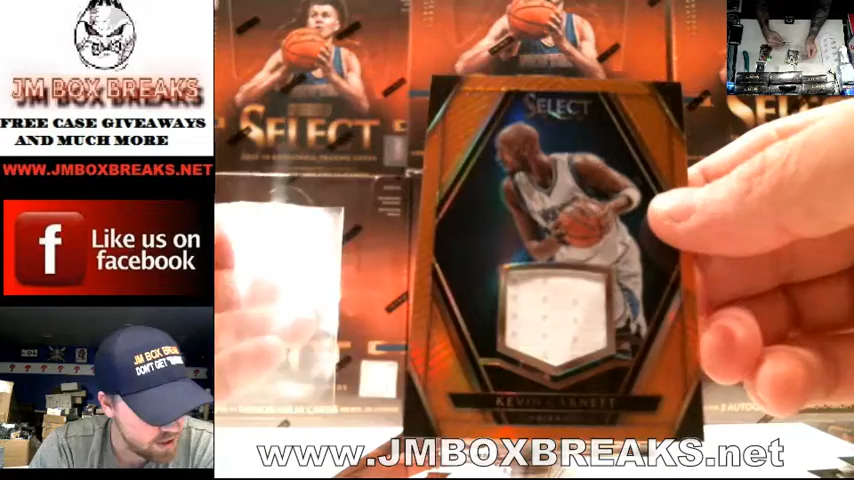 JM BOX BREAKS
FREE CASE GIVEAWAYS
AND MUCH MORE
WWW.JMBOXBREAKS.NET
f
Like us on
facebook
JM BOX BREAKS
DON'T GET
SELECT
SELECT
SELECT
KEVIN GARNETT
www.JMBOXBREAKS.net